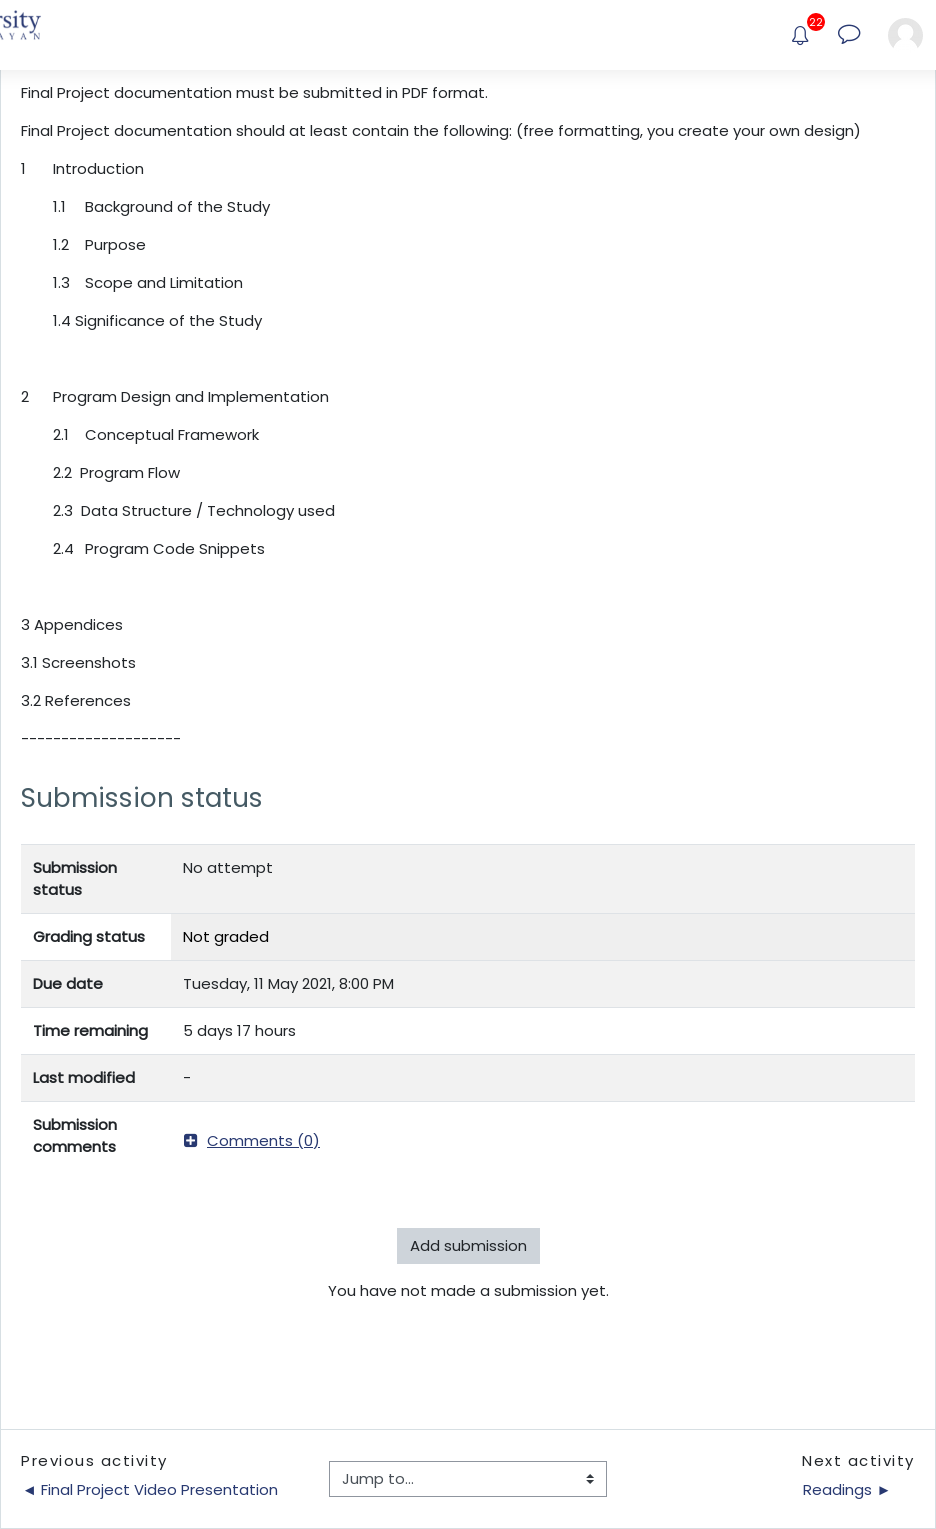 rsity
AYAN
22
Final Project documentation must be submitted in PDF format.
Final Project documentation should at least contain the following: (free formatting, you create your own design)
1 Introduction
1.1 Background of the Study
1.2 Purpose
1.3 Scope and Limitation
1.4 Significance of the Study
2 Program Design and Implementation
2.1 Conceptual Framework
2.2 Program Flow
2.3 Data Structure / Technology used
2.4 Program Code Snippets
3 Appendices
3.1 Screenshots
3.2 References
--------------------
Submission status
Submission status No attempt
Grading status Not graded
Due date Tuesday, 11 May 2021, 8:00 PM
Time remaining 5 days 17 hours
Last modified -
Submission comments Comments (0)
Add submission
You have not made a submission yet.
Previous activity
◄ Final Project Video Presentation
Jump to...
Next activity
Readings ►